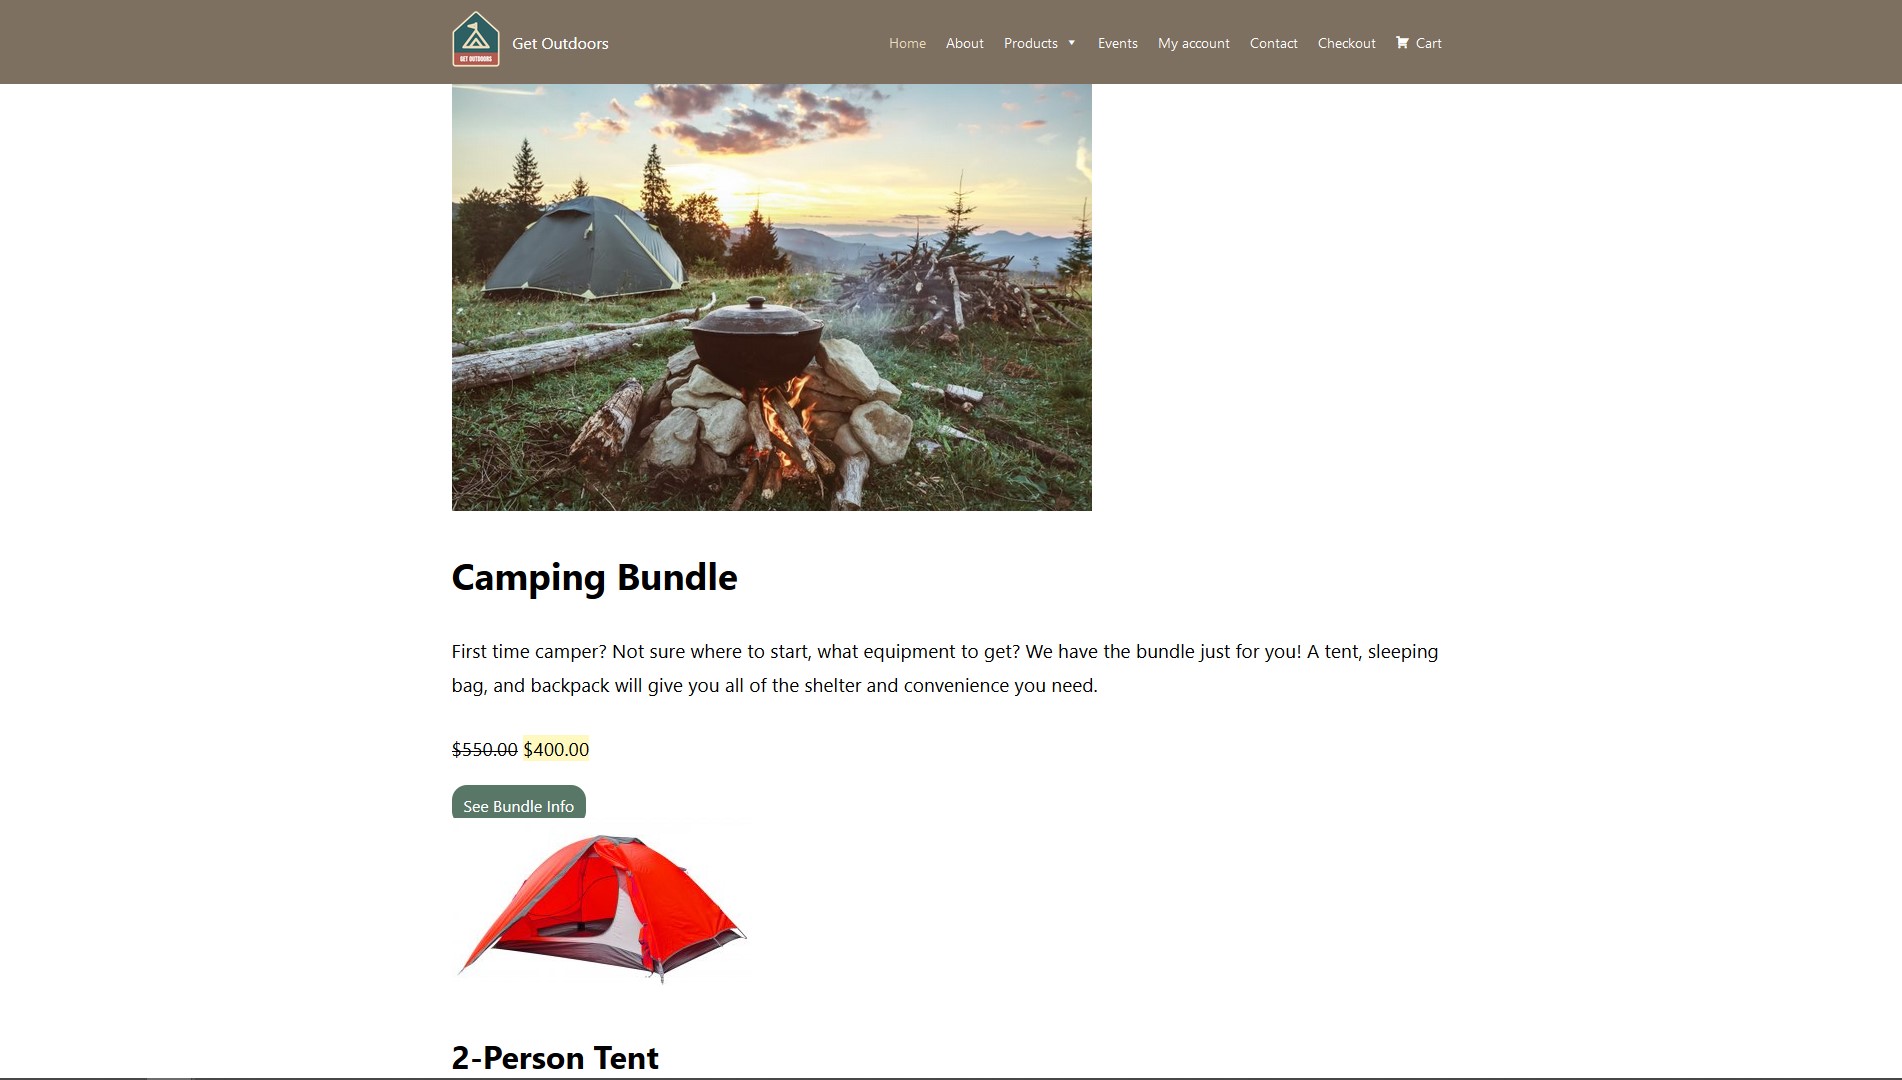 GET OUTDOORS
Get Outdoors
Home About Products Events My account Contact Checkout Cart
Camping Bundle
First time camper? Not sure where to start, what equipment to get? We have the bundle just for you! A tent, sleeping
bag, and backpack will give you all of the shelter and convenience you need.
$550.00 $400.00
See Bundle Info
2-Person Tent